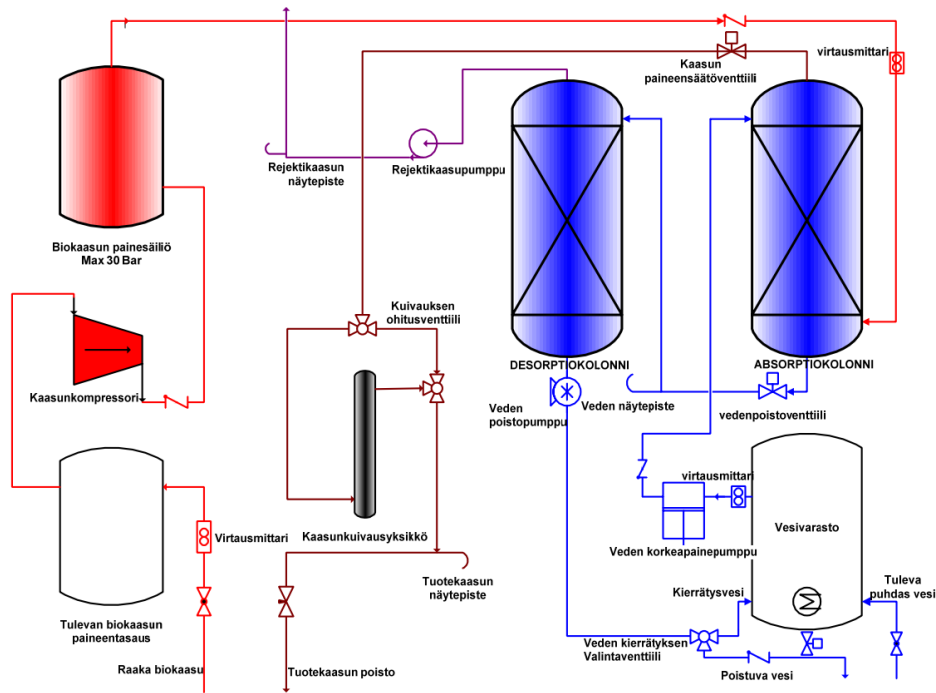 virtausmittari
Kaasun
paineensäätöventtiili
Rejektikaasun
näytepiste
Rejektikaasupumppu
Biokaasun painesäiliö
Max 30 Bar
Kuivauksen
ohitusventtiili
DESORPTIOKOLONNI
ABSORPTIOKOLONNI
Kaasunkompressori
Veden
poistopumppu
Veden näytepiste
vedenpoistoventtiili
virtausmittari
Vesivarasto
Virtausmittari
Kaasunkuivausyksikkö
Veden korkeapainepumppu
Tuotekaasun
näytepiste
Kierrätysvesi
Tuleva
puhdas vesi
Tulevan biokaasun
paineentasaus
Veden kierrätyksen
Valintaventtiili
Raaka biokaasu
Tuotekaasun poisto
Poistuva vesi